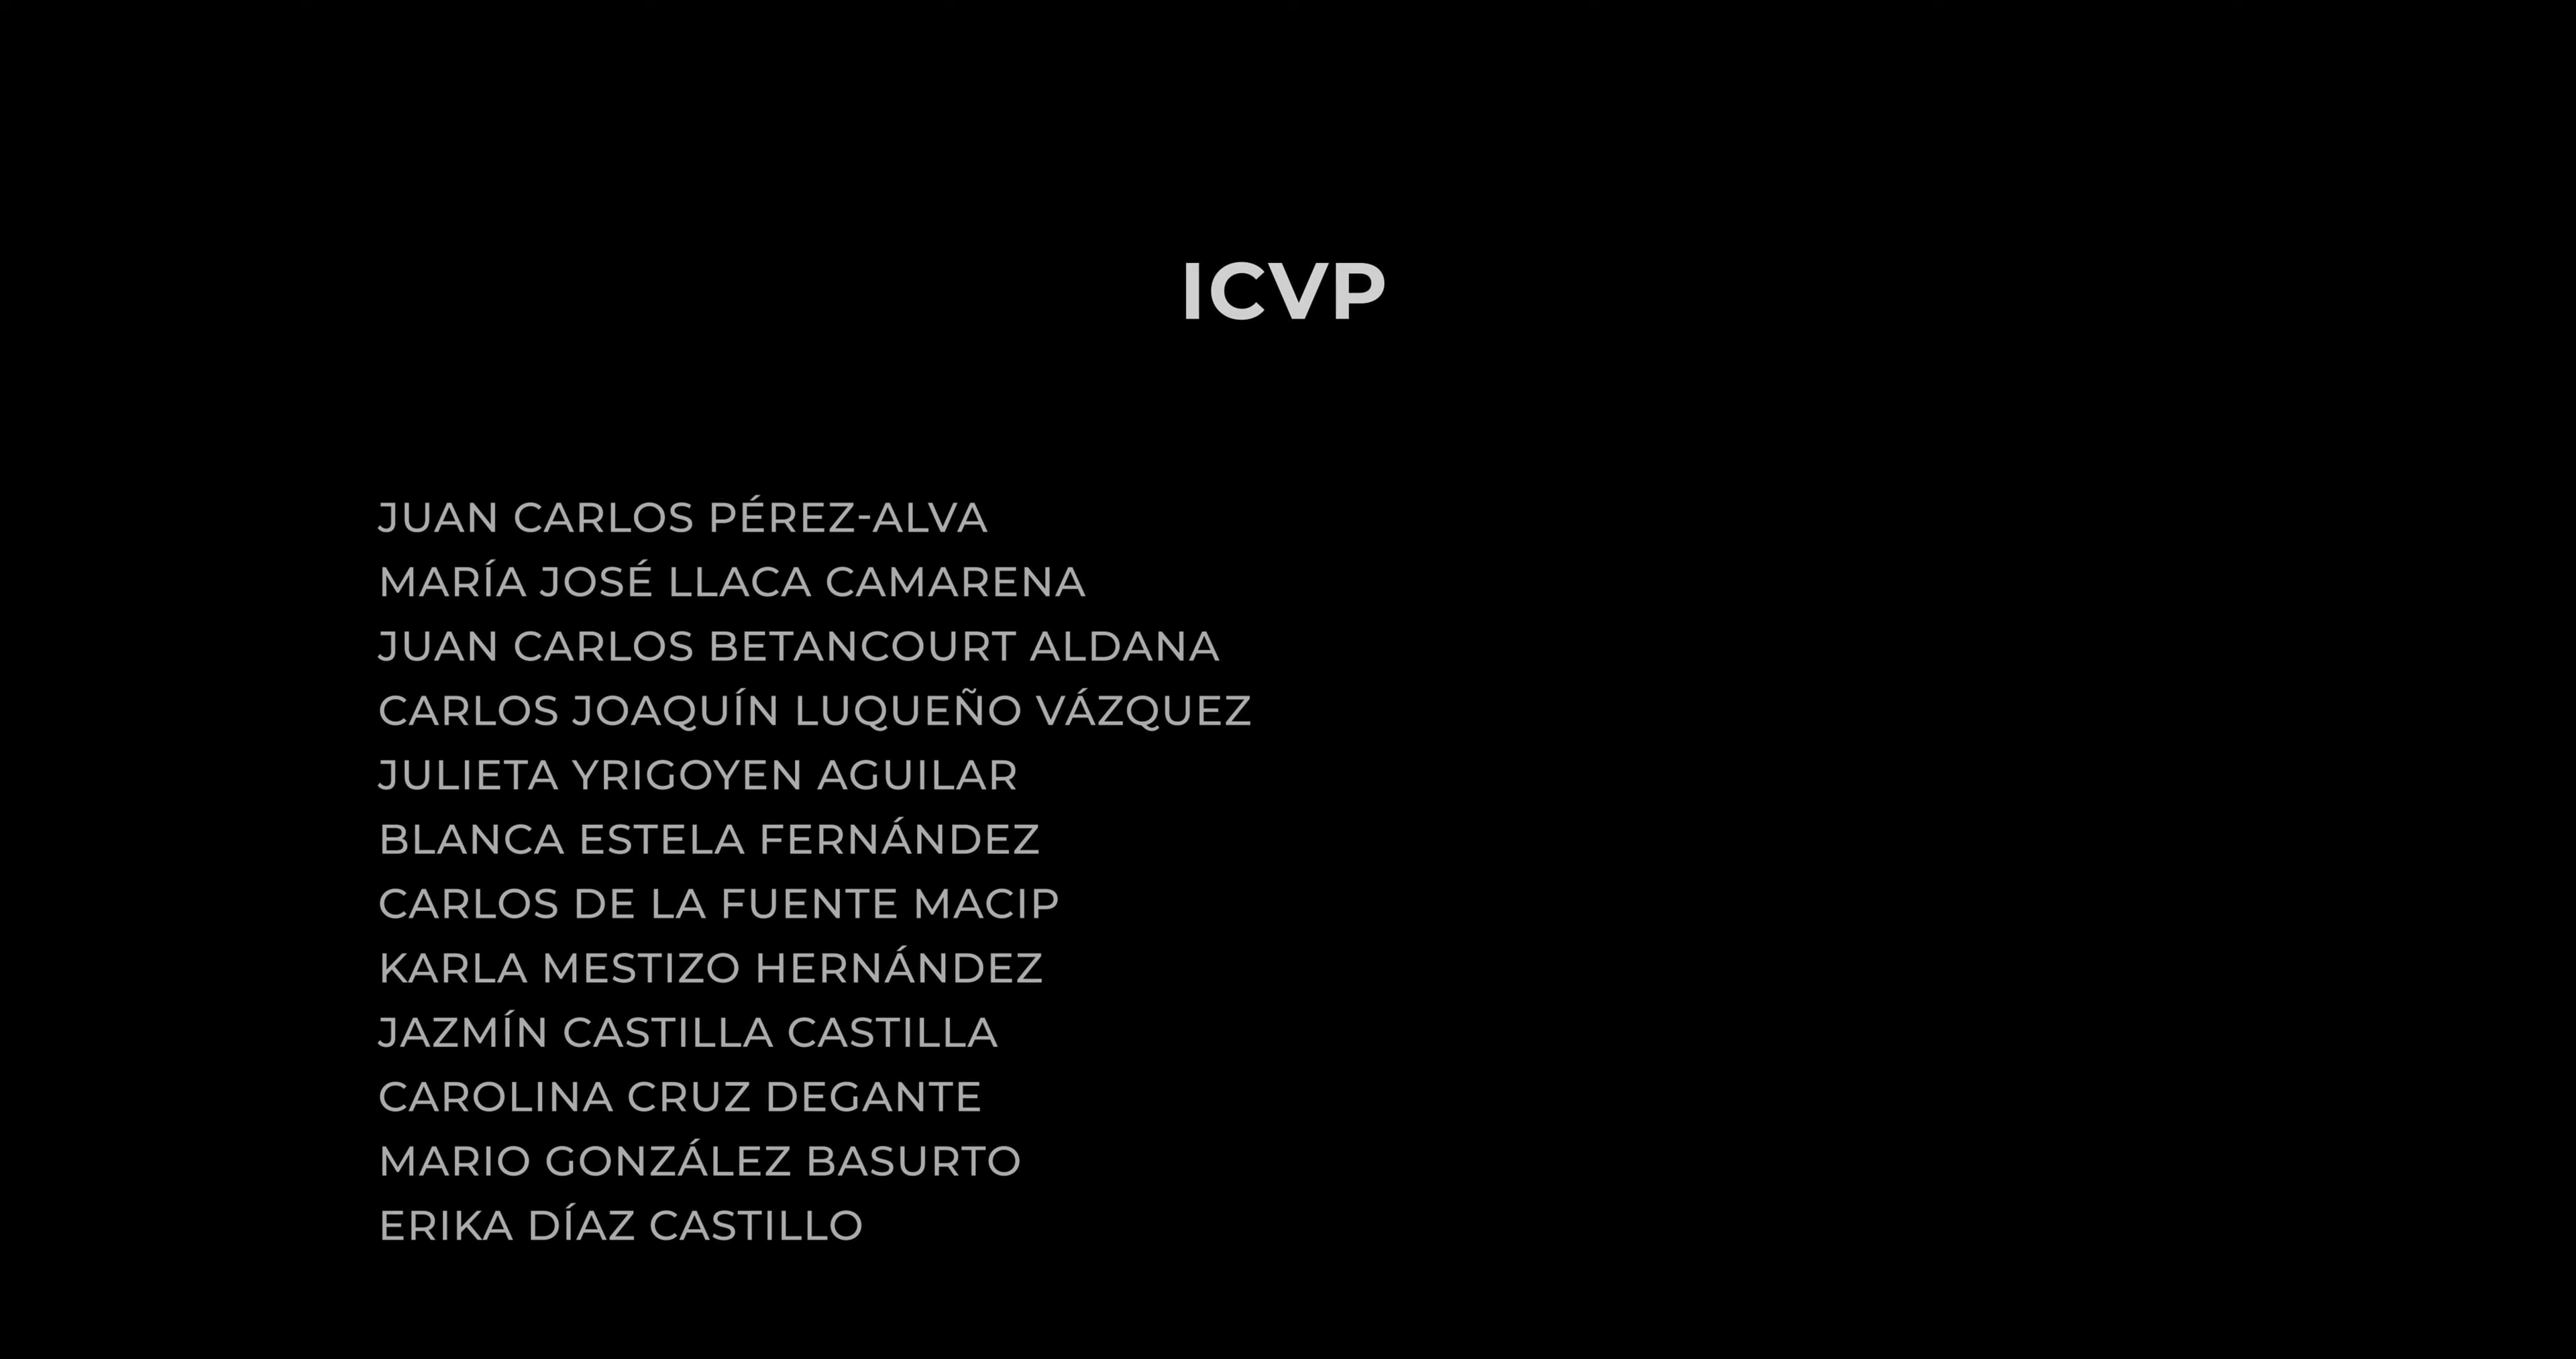 ICVP
JUAN CARLOS PÉREZ-ALVA
MARÍA JOSÉ LLACA CAMARENA
JUAN CARLOS BETANCOURT ALDANA
CARLOS JOAQUÍN LUQUEÑO VÁZQUEZ
JULIETA YRIGOYEN AGUILAR
BLANCA ESTELA FERNÁNDEZ
CARLOS DE LA FUENTE MACIP
KARLA MESTIZO HERNÁNDEZ
JAZMÍN CASTILLA CASTILLA
CAROLINA CRUZ DEGANTE
MARIO GONZÁLEZ BASURTO
ERIKA DÍAZ CASTILLO